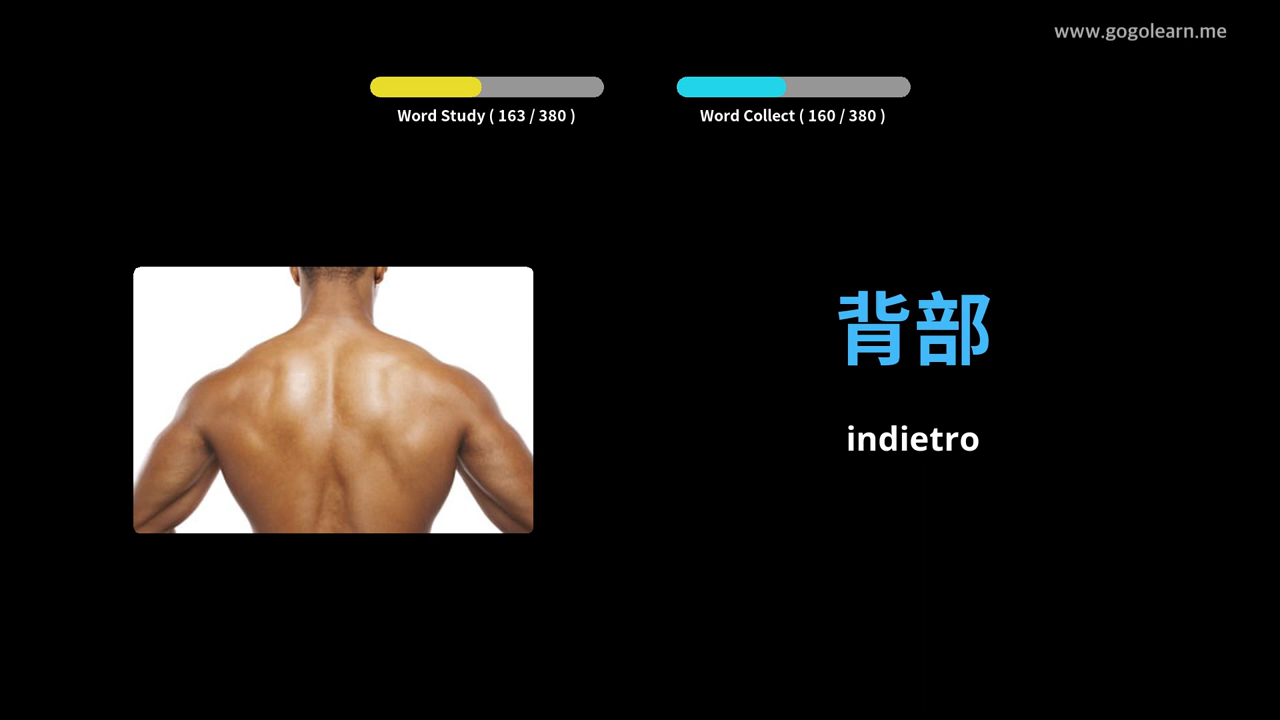 www.gogolearn.me
Word Study ( 163 / 380 )
Word Collect ( 160 / 380 )
背部
indietro